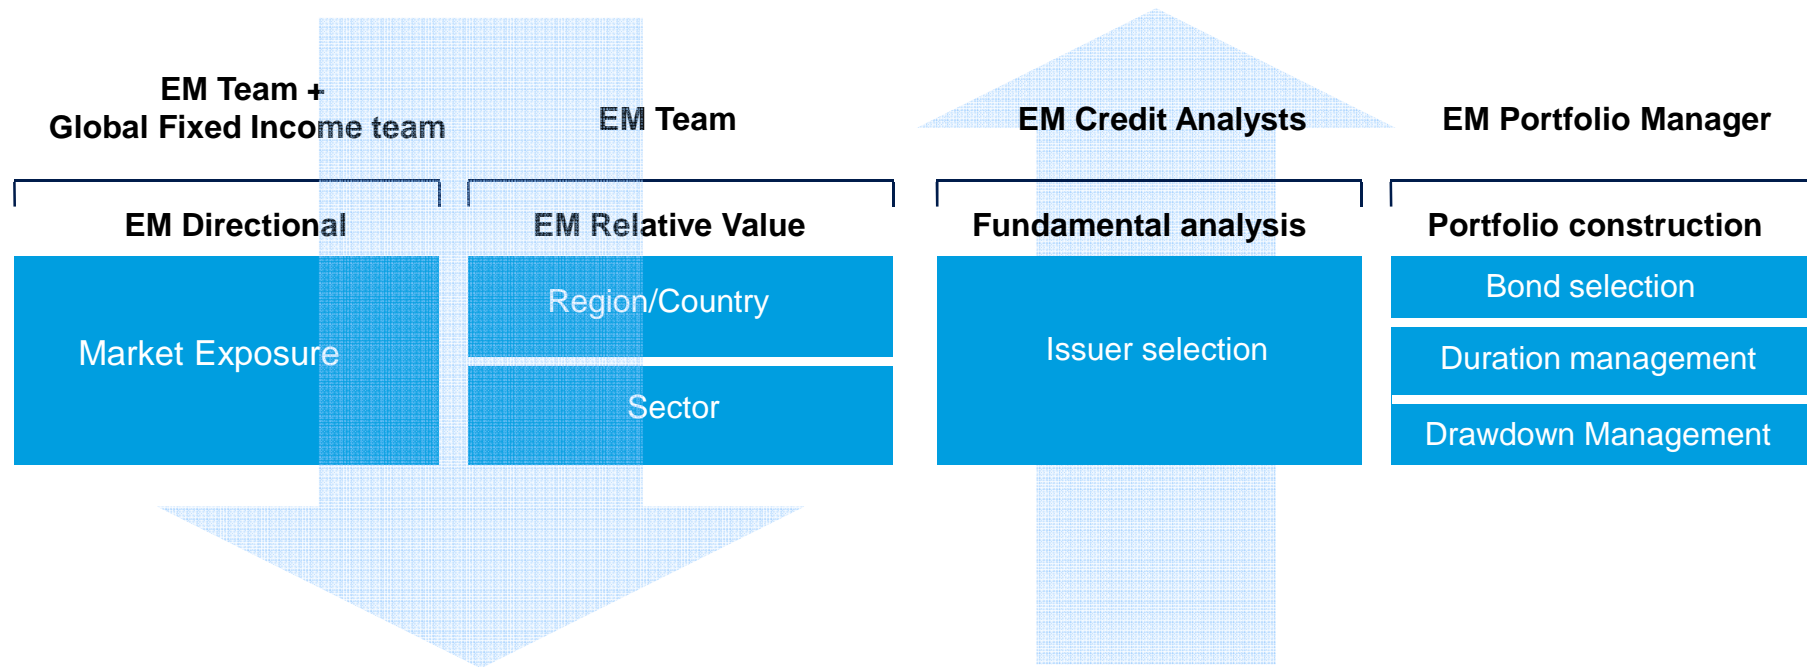 EM Team +
Global Fixed Income team
EM Team
EM Credit Analysts
EM Portfolio Manager
EM Directional
EM Relative Value
Fundamental analysis
Portfolio construction
Market Exposure
Region/Country
Sector
Issuer selection
Bond selection
Duration management
Drawdown Management